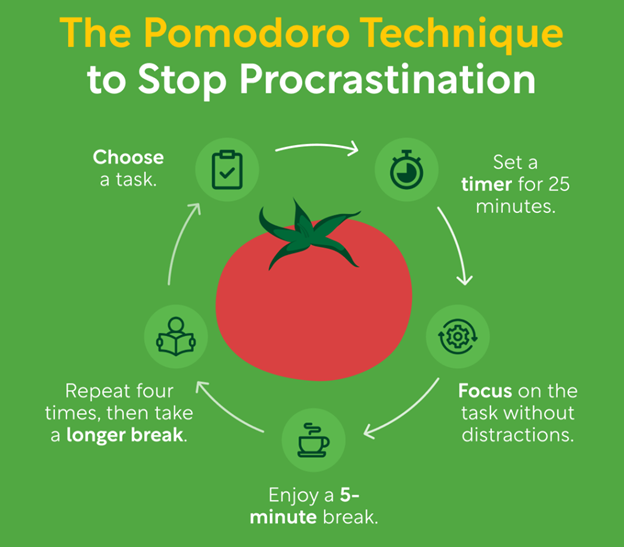 The Pomodoro Technique
to Stop Procrastination
Choose
a task.
Set a
timer for 25
minutes.
Focus on the
task without
distractions.
Enjoy a 5-
minute break.
Repeat four
times, then take
a longer break.